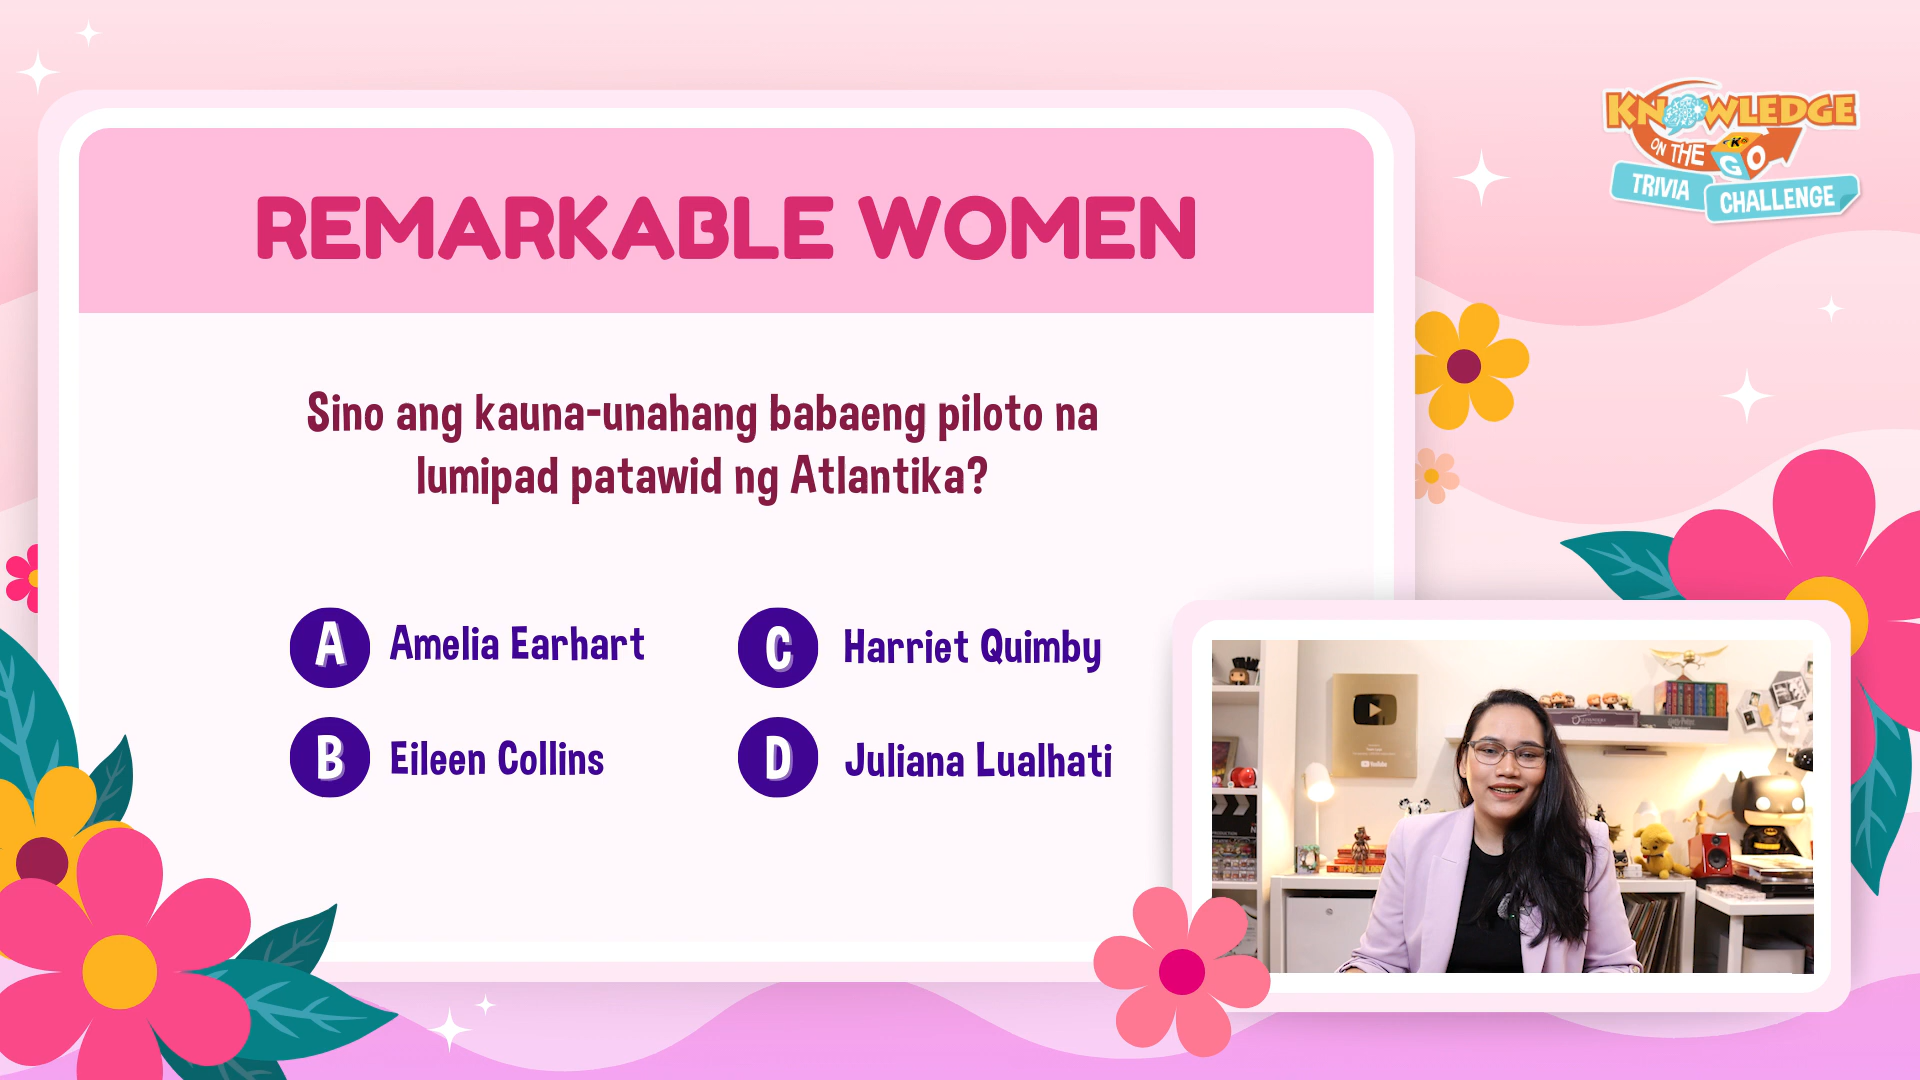 KNOWLEDGE
ON THE GO
TRIVIA
CHALLENGE
REMARKABLE WOMEN
Sino ang kauna-unahang babaeng piloto na
lumipad patawid ng Atlantika?
A Amelia Earhart
C Harriet Quimby
B Eileen Collins
D Juliana Lualhati
YouTube